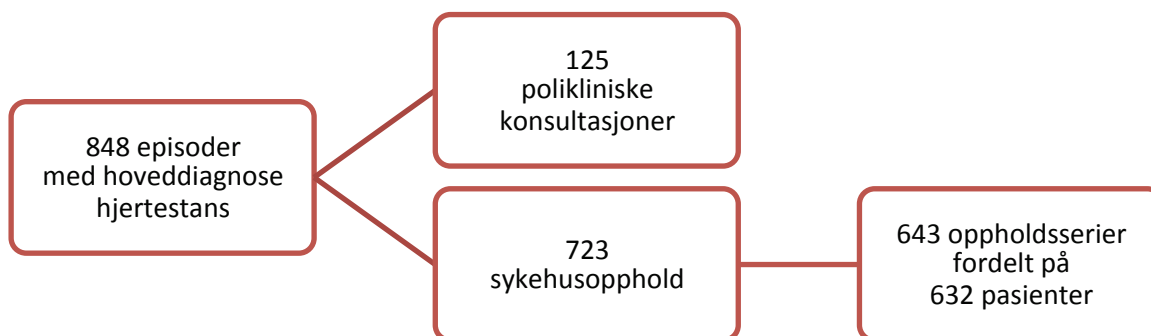 848 episoder
med hoveddiagnose
hjertestans
125
polikliniske
konsultasjoner
723
sykehusopphold
643 oppholdsserier
fordelt på
632 pasienter